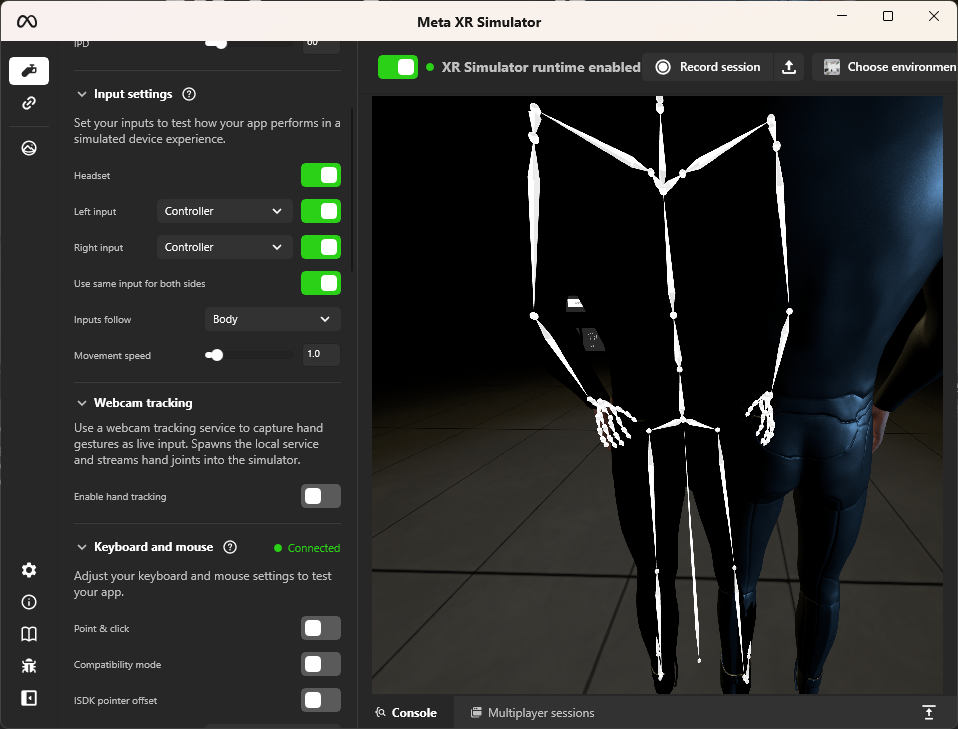 Meta XR Simulator
IPD
60
XR Simulator runtime enabled
Record session
Choose environmen
Input settings
Set your inputs to test how your app performs in a
simulated device experience.
Headset
Left input
Controller
Right input
Controller
Use same input for both sides
Inputs follow
Body
Movement speed
1.0
Webcam tracking
Use a webcam tracking service to capture hand
gestures as live input. Spawns the local service
and streams hand joints into the simulator.
Enable hand tracking
Keyboard and mouse
Connected
Adjust your keyboard and mouse settings to test
your app.
Point & click
Compatibility mode
ISDK pointer offset
Console
Multiplayer sessions